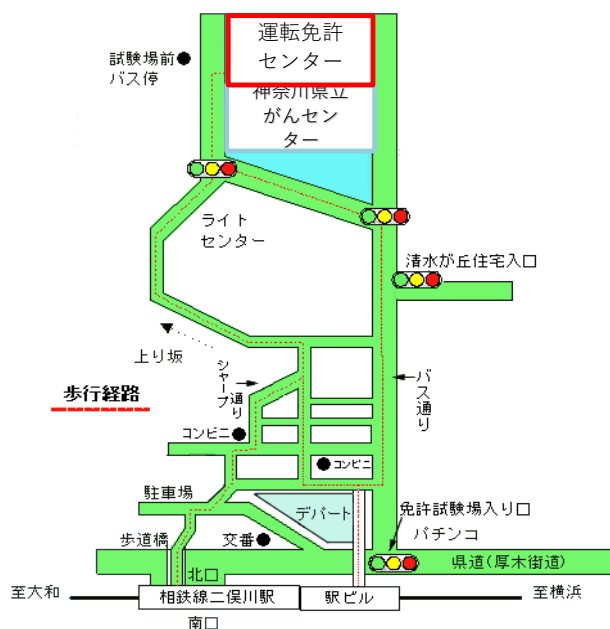 運転免許
センター
試験場前
バス停
神奈川県立
がんセン
ター
ライト
センター
清水が丘住宅入口
上り坂
シャープ
通り
バス通り
歩行経路
コンビニ
コンビニ
駐車場
デパート
免許試験場入り口
パチンコ
歩道橋
交番
県道(厚木街道)
北口
至大和
相鉄線二俣川駅
駅ビル
至横浜
南口